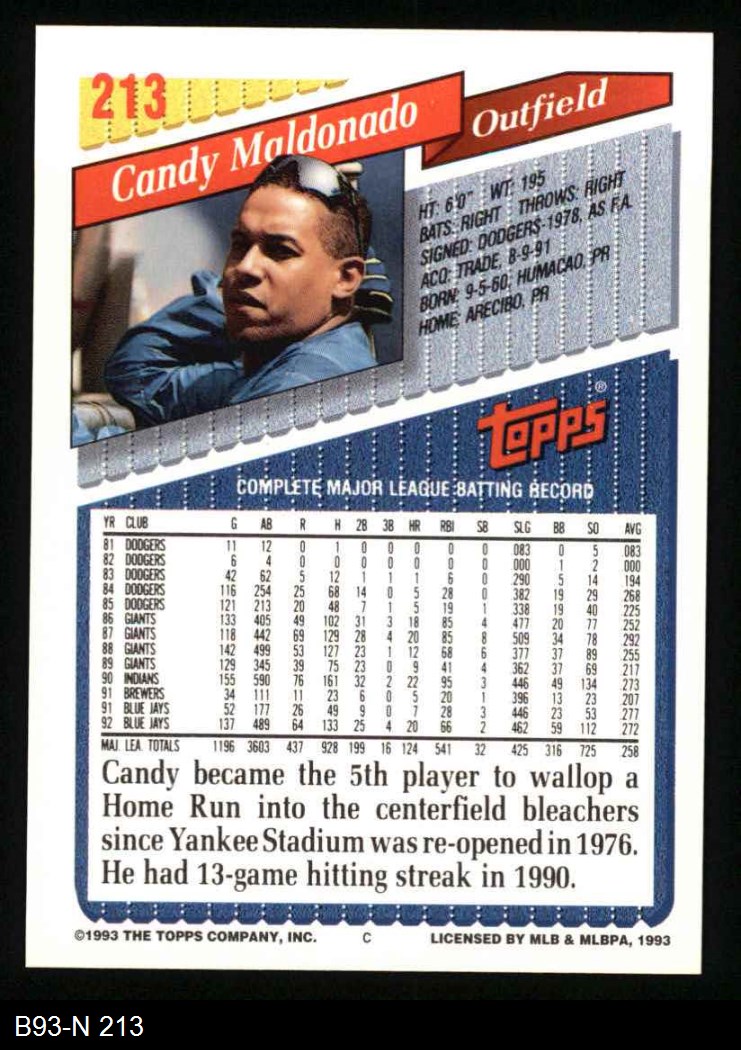 213
Candy Maldonado
Outfield
HT: 6'0" WT: 195
BATS: RIGHT THROWS: RIGHT
SIGNED: DODGERS-1978, AS F.A.
ACQ: TRADE, 8-9-91
BORN: 9-5-60, HUMACAO, PR
HOME: ARECIBO, PR
TOPPS®
COMPLETE MAJOR LEAGUE BATTING RECORD
YR CLUB G AB R H 2B 3B HR RBI SB SLG BB SO AVG
81 DODGERS 11 12 0 1 0 0 0 0 0 .083 0 5 .083
82 DODGERS 6 4 0 0 0 0 0 0 0 .000 1 2 .000
83 DODGERS 42 62 5 12 1 1 1 6 0 .290 5 14 .194
84 DODGERS 116 254 25 68 14 0 5 28 0 .382 19 29 .268
85 DODGERS 121 213 20 48 7 1 5 19 1 .338 19 40 .225
86 GIANTS 133 405 49 102 31 3 18 85 4 .477 20 77 .252
87 GIANTS 118 442 69 129 28 4 20 85 8 .509 34 78 .292
88 GIANTS 142 499 53 127 23 1 12 68 6 .377 37 89 .255
89 GIANTS 129 345 39 75 23 0 9 41 4 .362 37 69 .217
90 INDIANS 155 590 76 161 32 2 22 95 3 .446 49 134 .273
91 BREWERS 34 111 11 23 6 0 5 20 1 .396 13 23 .207
91 BLUE JAYS 52 177 26 49 9 0 7 28 3 .446 23 53 .277
92 BLUE JAYS 137 489 64 133 25 4 20 66 2 .462 59 112 .272
MAJ. LEA. TOTALS 1196 3603 437 928 199 16 124 541 32 .425 316 725 .258
Candy became the 5th player to wallop a
Home Run into the centerfield bleachers
since Yankee Stadium was re-opened in 1976.
He had 13-game hitting streak in 1990.
©1993 THE TOPPS COMPANY, INC. C LICENSED BY MLB & MLBPA, 1993
B93-N 213